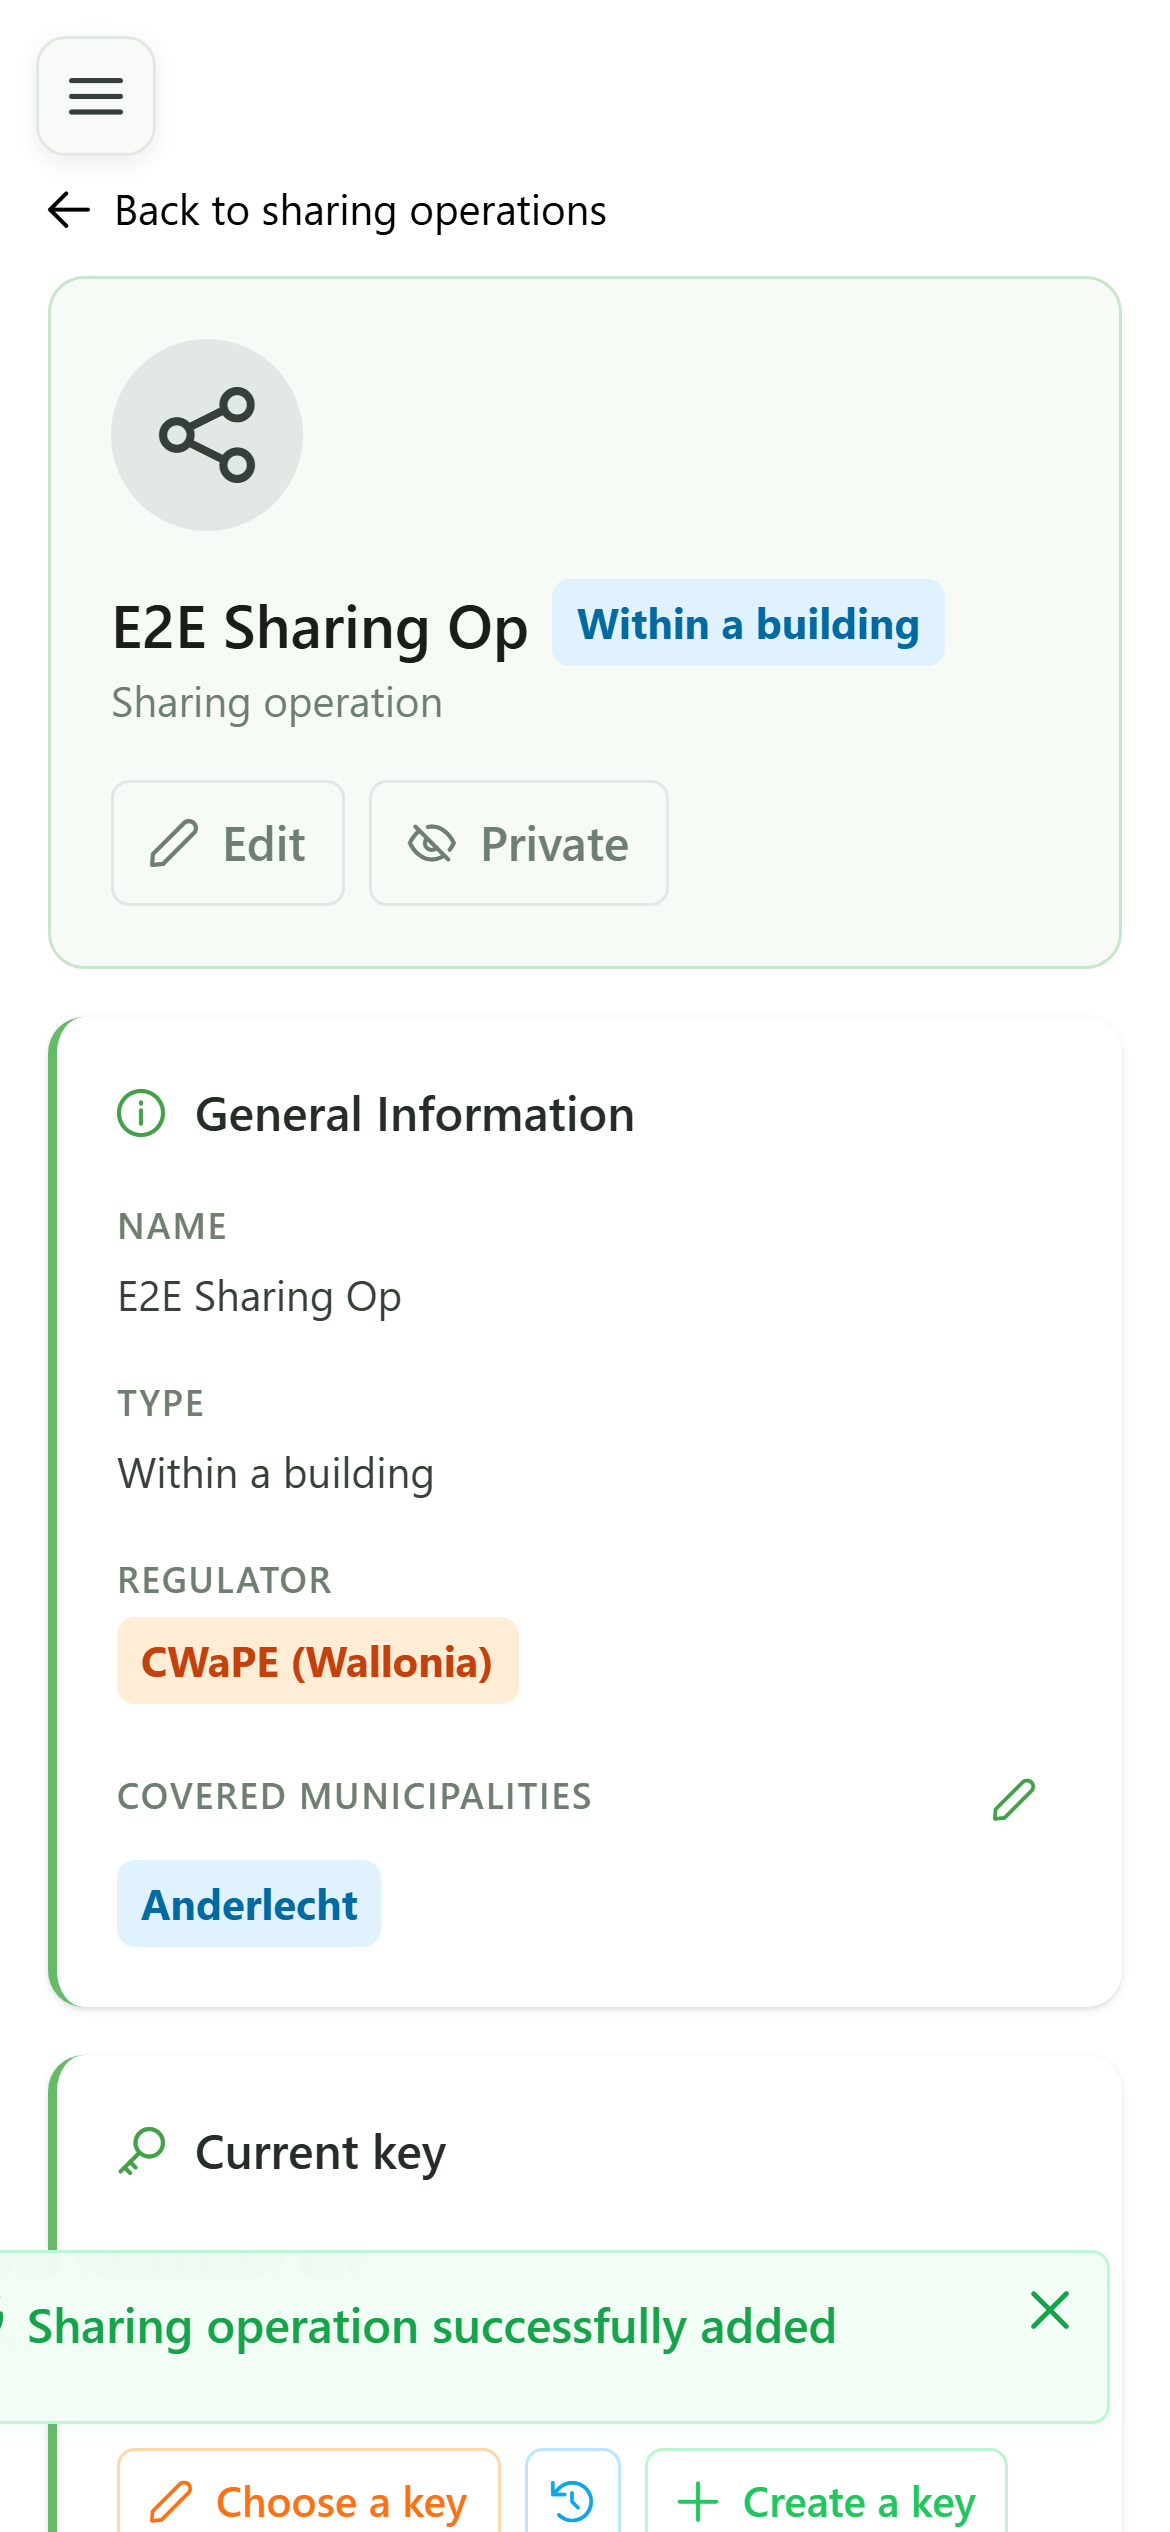 Back to sharing operations
E2E Sharing Op
Within a building
Sharing operation
Edit
Private
General Information
NAME
E2E Sharing Op
TYPE
Within a building
REGULATOR
CWaPE (Wallonia)
COVERED MUNICIPALITIES
Anderlecht
Current key
Sharing operation successfully added
Choose a key
Create a key